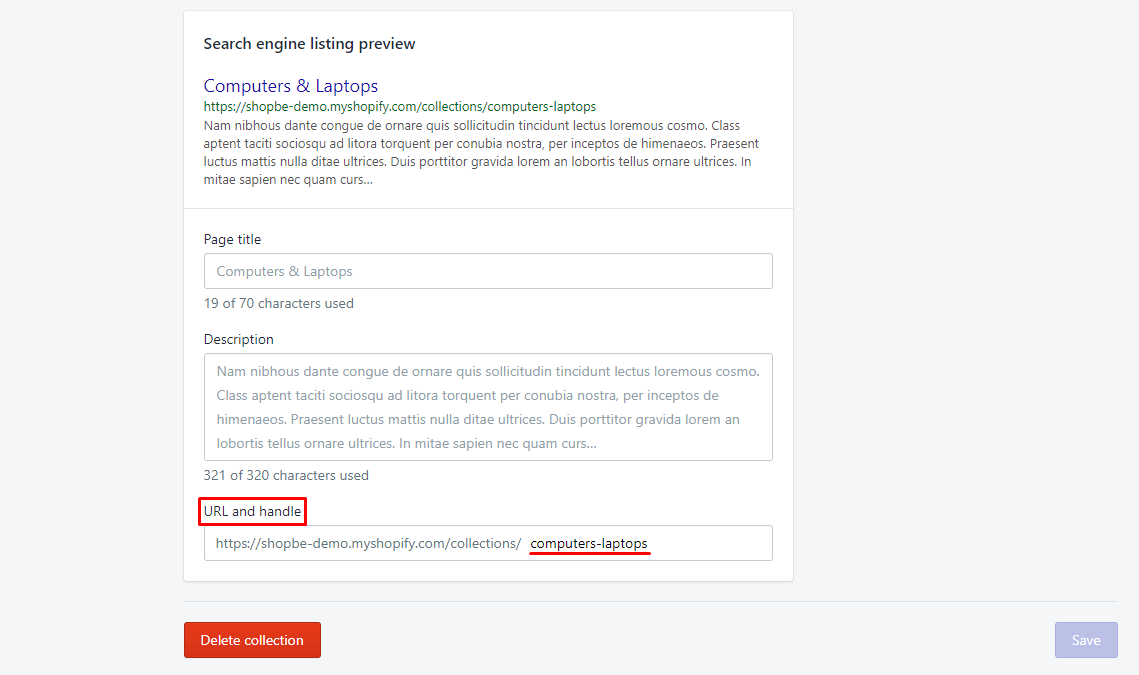 Search engine listing preview
Computers & Laptops
https://shopbe-demo.myshopify.com/collections/computers-laptops
Nam nibhous dante congue de ornare quis sollicitudin tincidunt lectus loremous cosmo. Class
aptent taciti sociosqu ad litora torquent per conubia nostra, per inceptos de himenaeos. Praesent
luctus mattis nulla ditae ultrices. Duis porttitor gravida lorem an lobortis tellus ornare ultrices. In
mitae sapien nec quam curs...
Page title
Computers & Laptops
19 of 70 characters used
Description
Nam nibhous dante congue de ornare quis sollicitudin tincidunt lectus loremous cosmo.
Class aptent taciti sociosqu ad litora torquent per conubia nostra, per inceptos de
himenaeos. Praesent luctus mattis nulla ditae ultrices. Duis porttitor gravida lorem an
lobortis tellus ornare ultrices. In mitae sapien nec quam curs...
321 of 320 characters used
URL and handle
https://shopbe-demo.myshopify.com/collections/ computers-laptops
Delete collection
Save